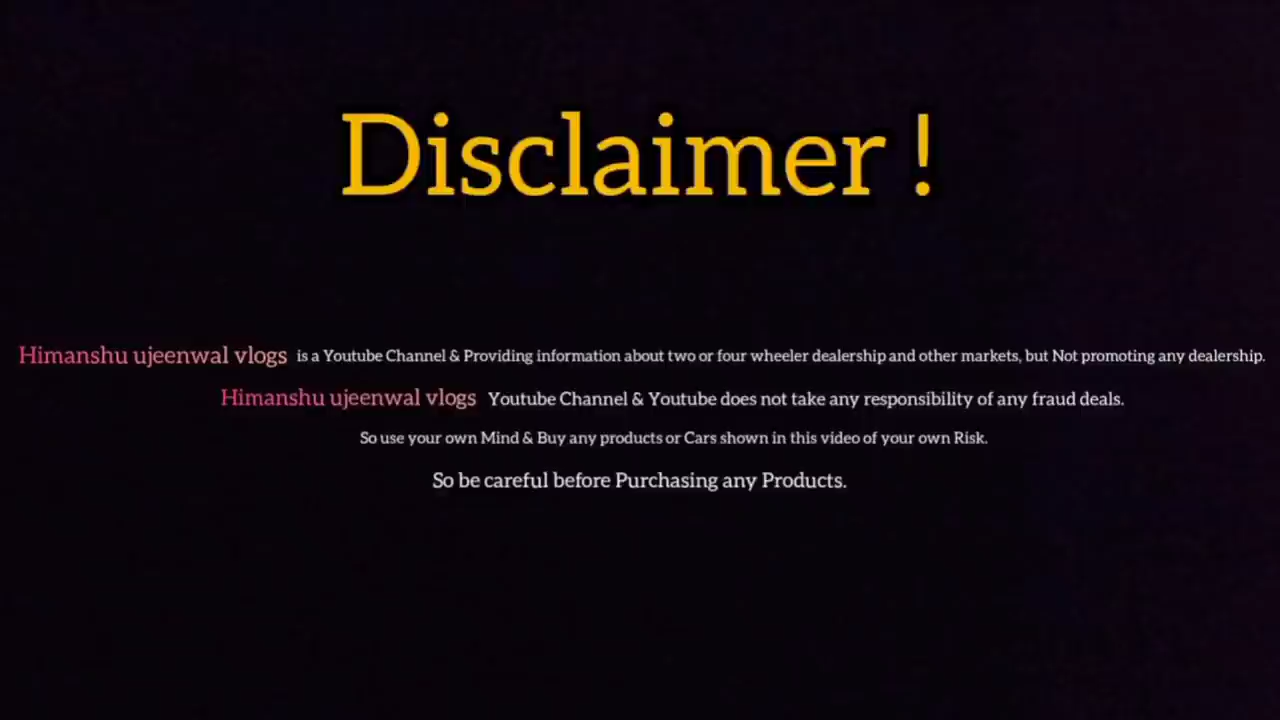 Disclaimer !
Himanshu ujeenwal vlogs is a Youtube Channel & Providing information about two or four wheeler dealership and other markets, but Not promoting any dealership.
Himanshu ujeenwal vlogs Youtube Channel & Youtube does not take any responsibility of any fraud deals.
So use your own Mind & Buy any products or Cars shown in this video of your own Risk.
So be careful before Purchasing any Products.